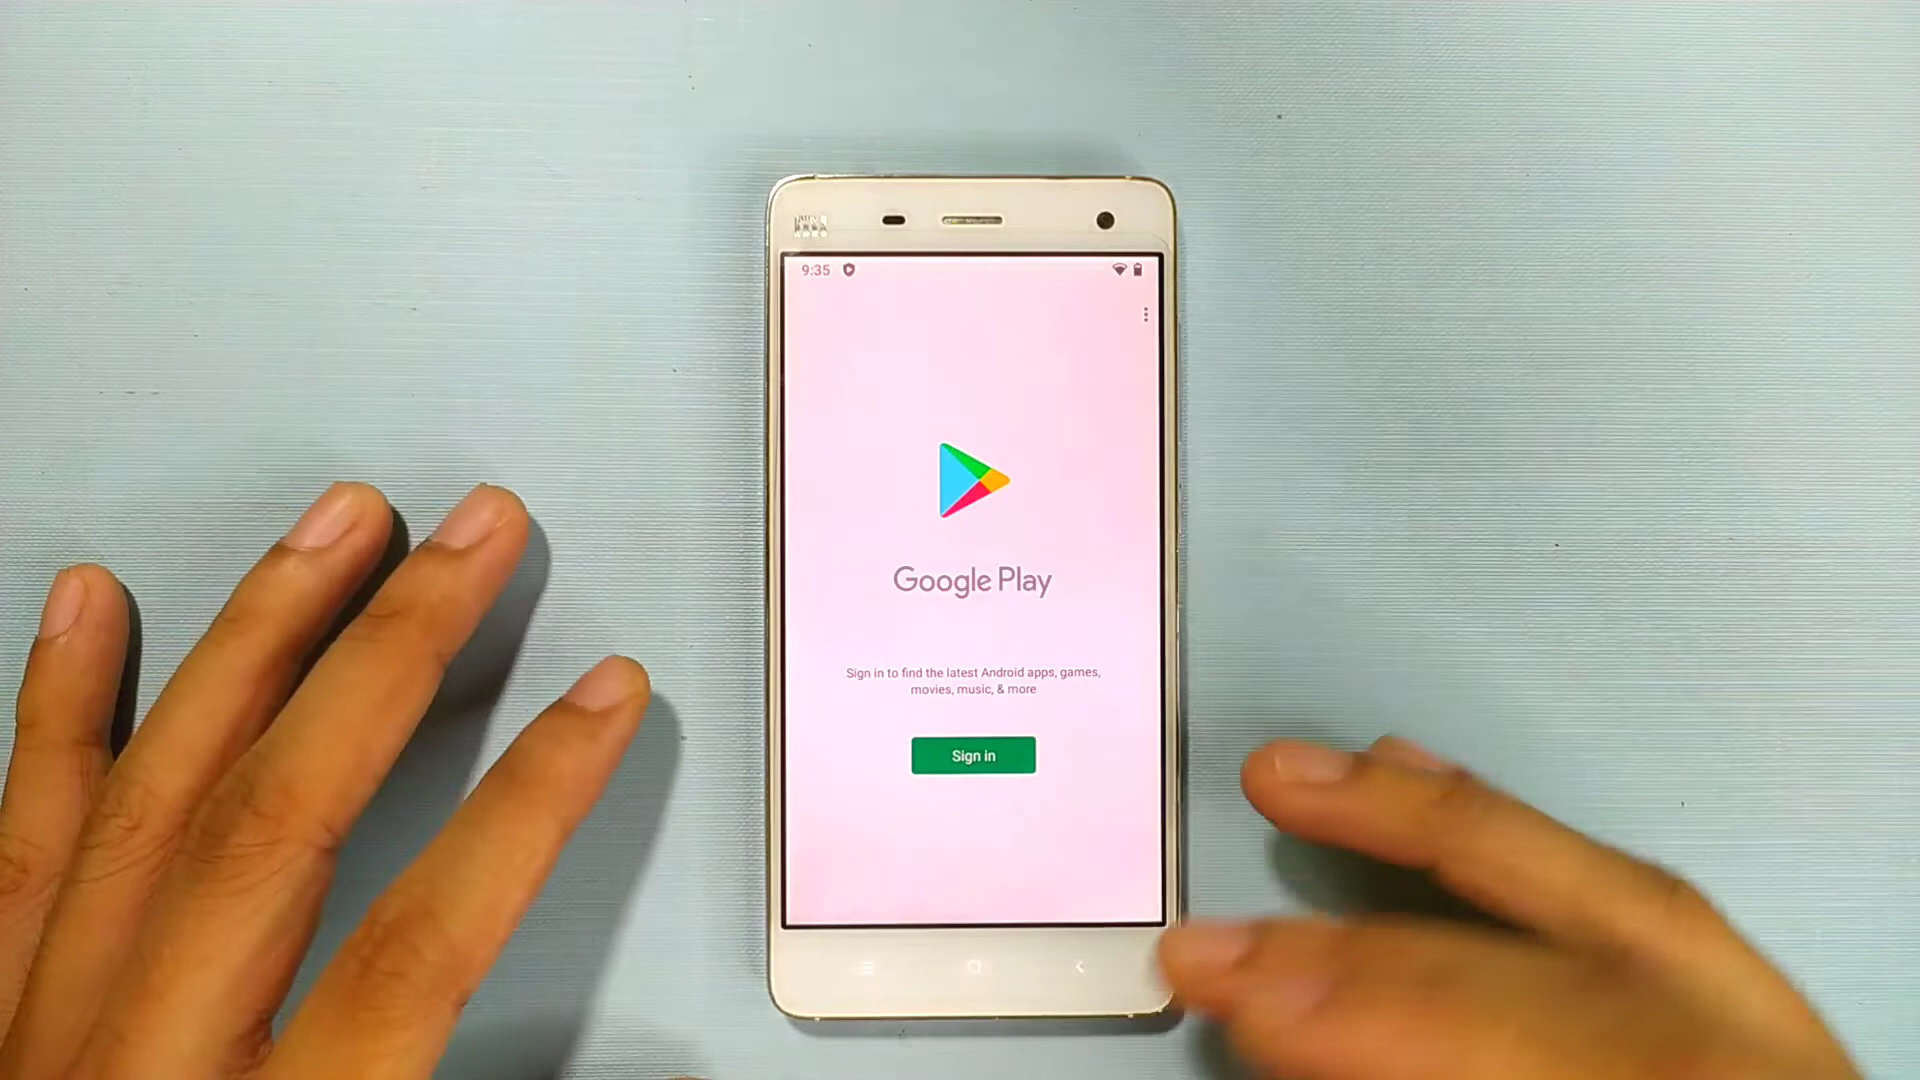 9:35
Google Play
Sign in to find the latest Android apps, games,
movies, music, & more
Sign in